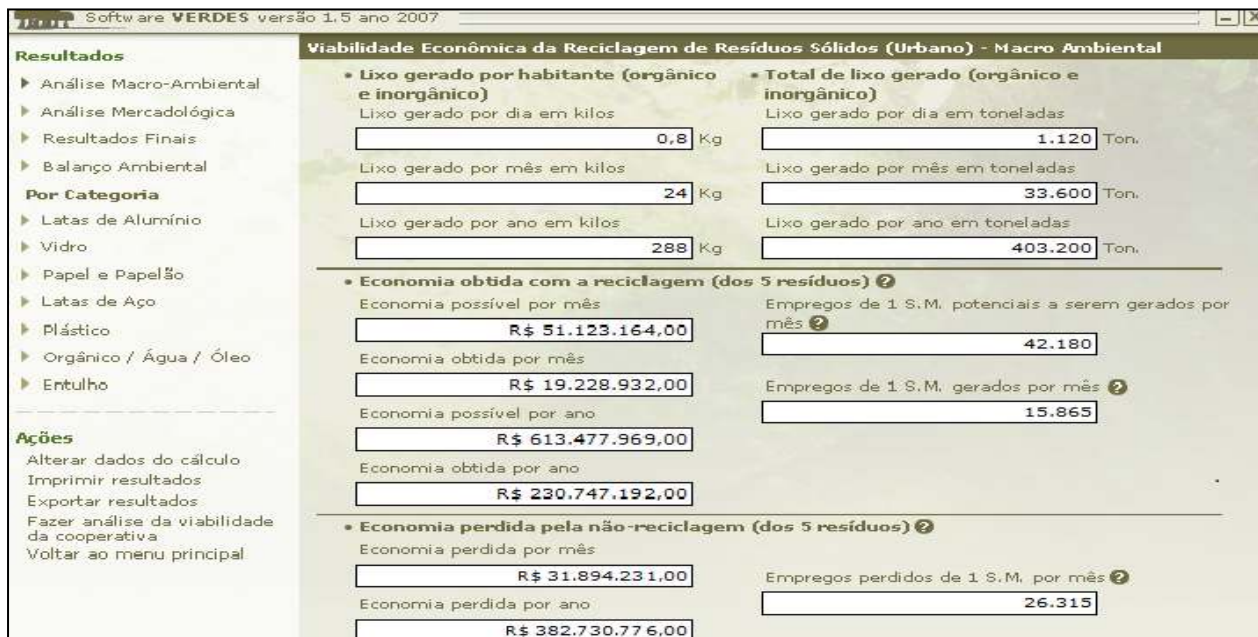 Software VERDES versão 1.5 ano 2007
Resultados
Análise Macro-Ambiental
Análise Mercadológica
Resultados Finais
Balanço Ambiental
Por Categoria
Latas de Alumínio
Vidro
Papel e Papelão
Latas de Aço
Plástico
Orgânico / Água / Óleo
Entulho
Ações
Alterar dados do cálculo
Imprimir resultados
Exportar resultados
Fazer análise da viabilidade
da cooperativa
Voltar ao menu principal
Viabilidade Econômica da Reciclagem de Resíduos Sólidos (Urbano) - Macro Ambiental
• Lixo gerado por habitante (orgânico
e inorgânico)
Lixo gerado por dia em kilos
0,8 Kg
Lixo gerado por mês em kilos
24 Kg
Lixo gerado por ano em kilos
288 Kg
• Total de lixo gerado (orgânico e
inorgânico)
Lixo gerado por dia em toneladas
1.120 Ton.
Lixo gerado por mês em toneladas
33.600 Ton.
Lixo gerado por ano em toneladas
403.200 Ton.
• Economia obtida com a reciclagem (dos 5 resíduos) ?
Economia possível por mês
R$ 51.123.164,00
Economia obtida por mês
R$ 19.228.932,00
Economia possível por ano
R$ 613.477.969,00
Economia obtida por ano
R$ 230.747.192,00
Empregos de 1 S.M. potenciais a serem gerados por
mês ?
42.180
Empregos de 1 S.M. gerados por mês ?
15.865
• Economia perdida pela não-reciclagem (dos 5 resíduos) ?
Economia perdida por mês
R$ 31.894.231,00
Economia perdida por ano
R$ 382.730.776,00
Empregos perdidos de 1 S.M. por mês ?
26.315